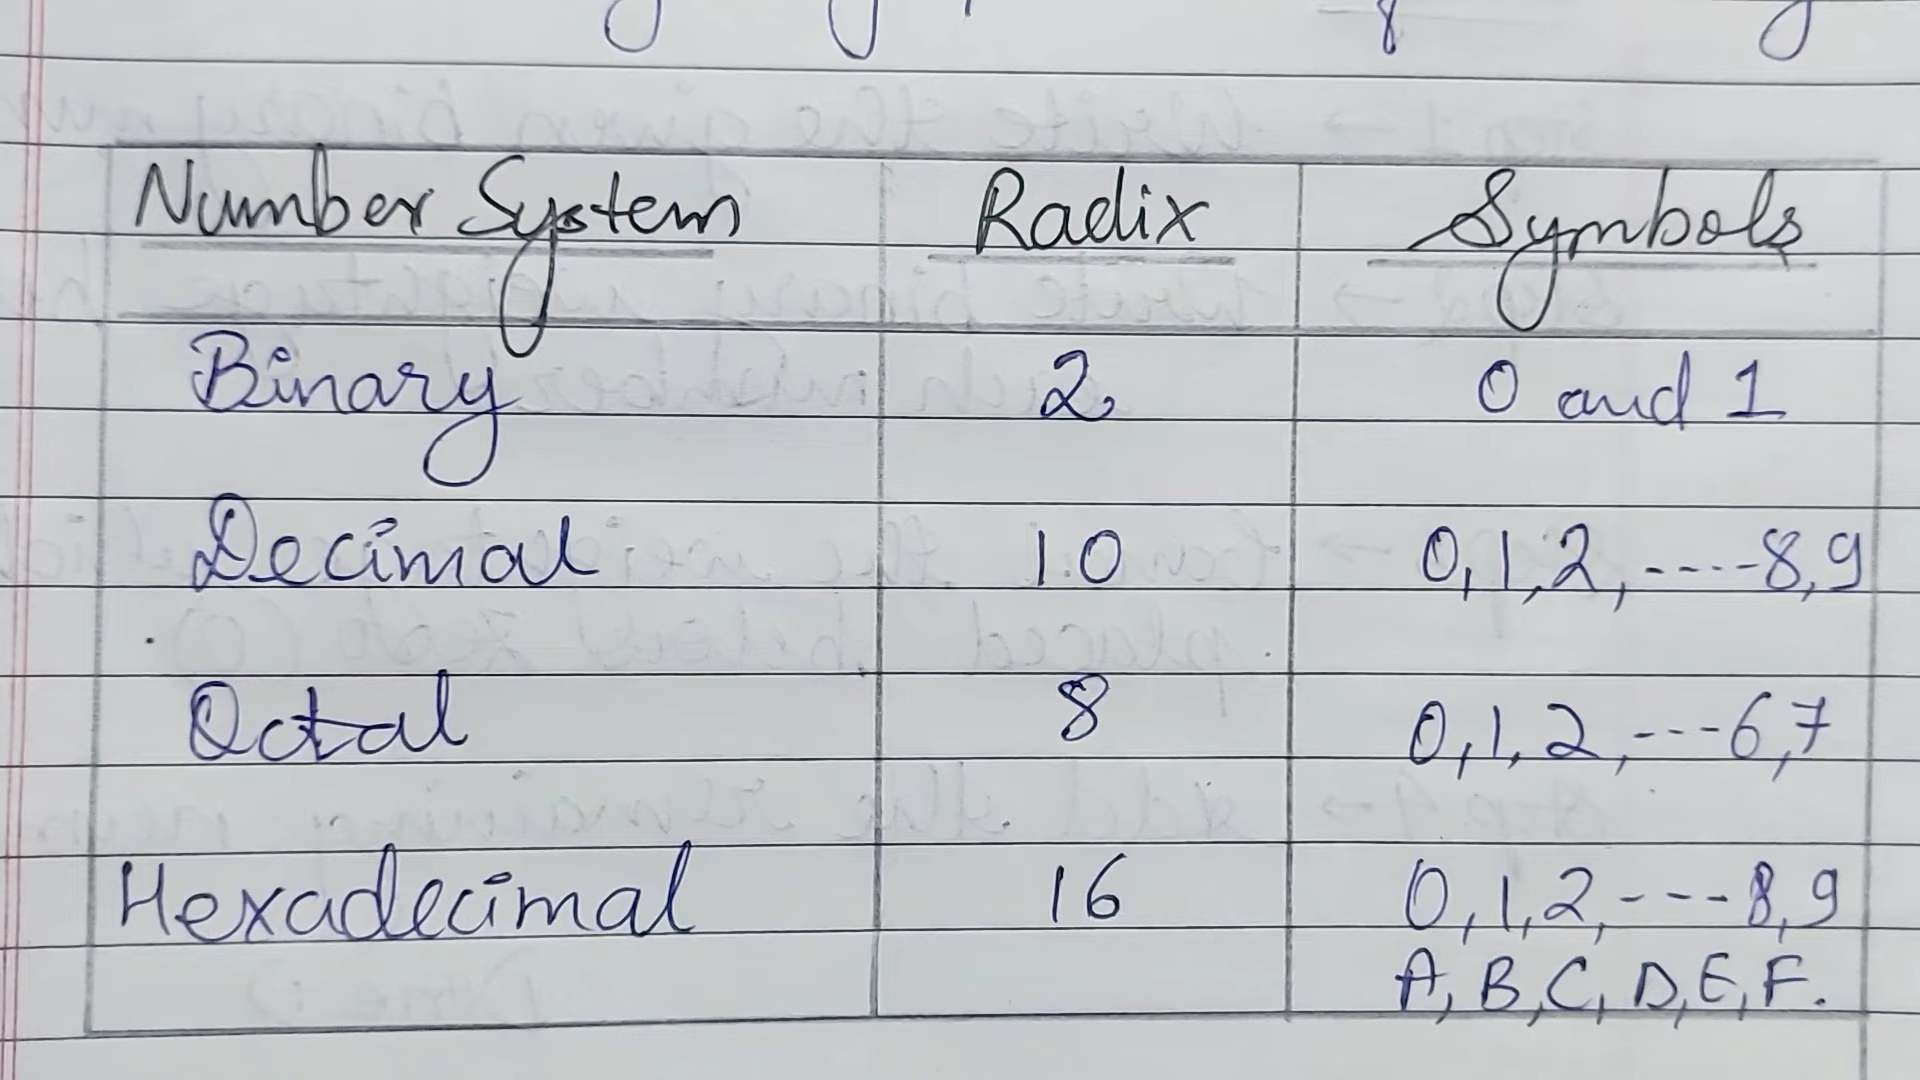 Number System Radix Symbols
Binary 2 0 and 1
Decimal 10 0,1,2,----8,9
Octal 8 0,1,2,---6,7
Hexadecimal 16 0,1,2,----8,9
A,B,C,D,E,F.